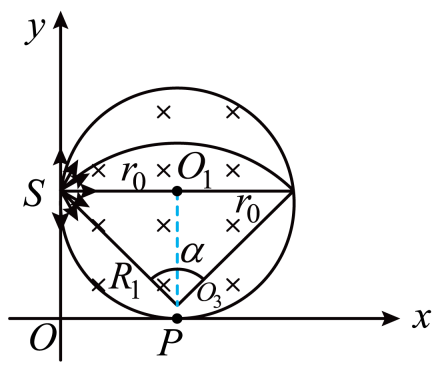 y
S
r₀
O₁
r₀
R₁
α
O₃
O
P
x